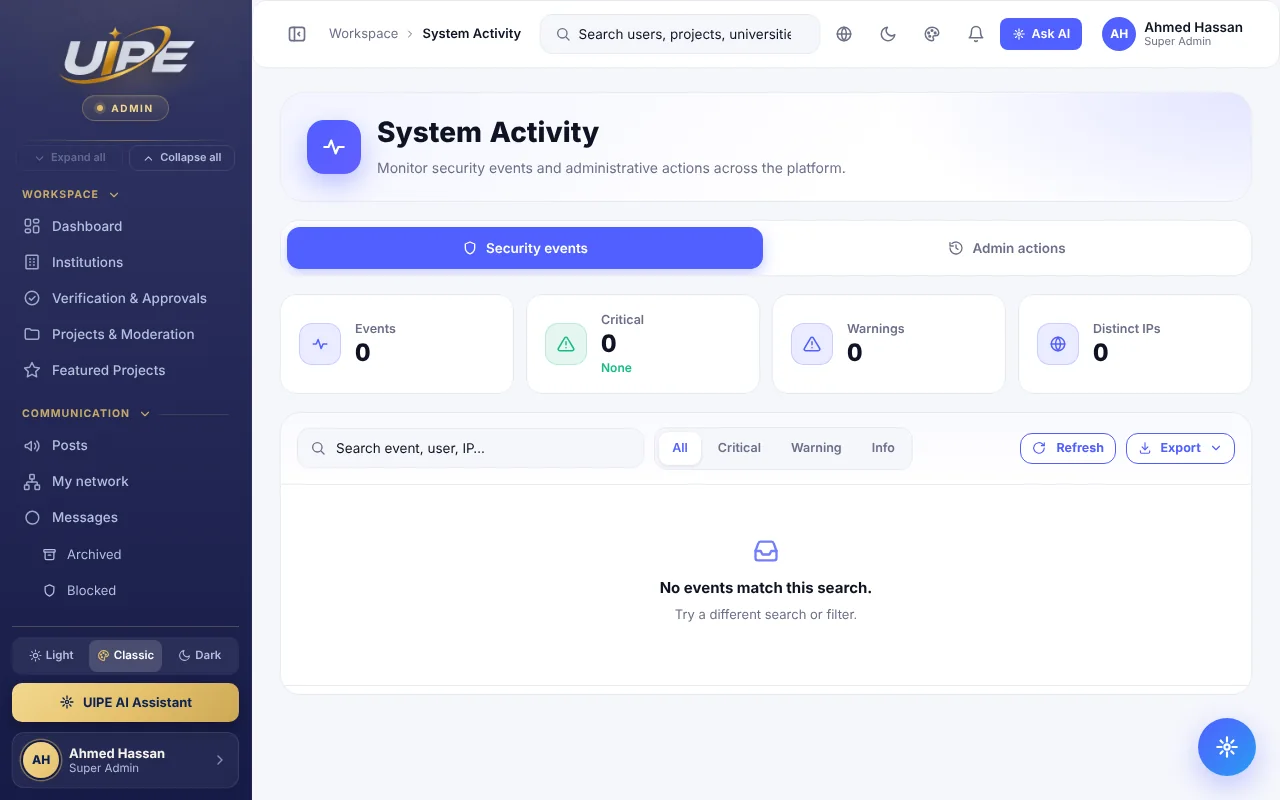 UIPE
ADMIN
Expand all
Collapse all
WORKSPACE
Dashboard
Institutions
Verification & Approvals
Projects & Moderation
Featured Projects
COMMUNICATION
Posts
My network
Messages
Archived
Blocked
Light
Classic
Dark
UIPE AI Assistant
AH
Ahmed Hassan
Super Admin
Workspace › System Activity
Search users, projects, universitie
Ask AI
AH
Ahmed Hassan
Super Admin
System Activity
Monitor security events and administrative actions across the platform.
Security events
Admin actions
Events
0
Critical
0
None
Warnings
0
Distinct IPs
0
Search event, user, IP...
All
Critical
Warning
Info
Refresh
Export
No events match this search.
Try a different search or filter.